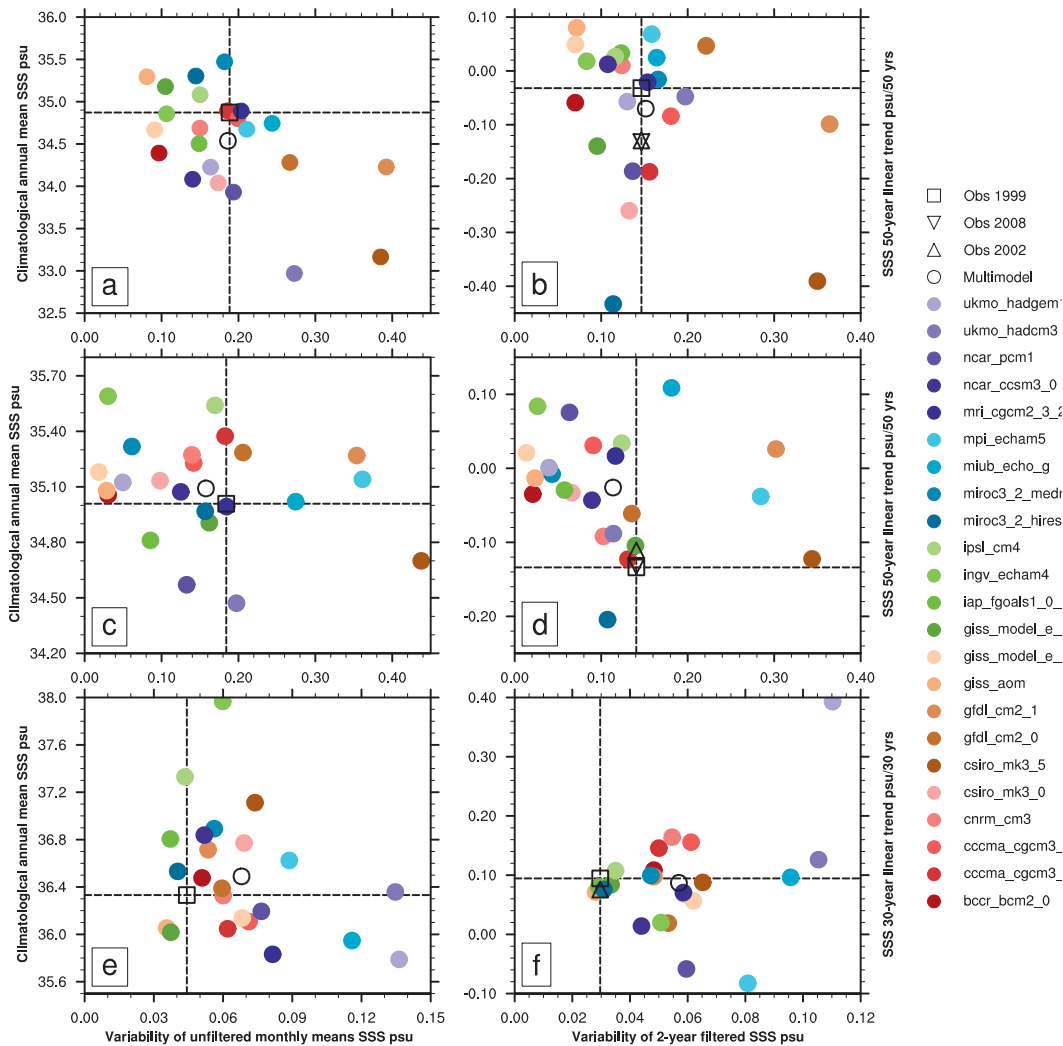 36.0
35.5
35.0
34.5
34.0
33.5
33.0
32.5
Climatological annual mean SSS psu
a
0.00 0.10 0.20 0.30 0.40
0.10
0.00
-0.10
-0.20
-0.30
-0.40
SSS 50-year linear trend psu/50 yrs
b
0.00 0.10 0.20 0.30 0.40
35.70
35.40
35.10
34.80
34.50
34.20
Climatological annual mean SSS psu
c
0.00 0.10 0.20 0.30 0.40
0.10
0.00
-0.10
-0.20
SSS 50-year linear trend psu/50 yrs
d
0.00 0.10 0.20 0.30 0.40
38.0
37.6
37.2
36.8
36.4
36.0
35.6
Climatological annual mean SSS psu
e
0.00 0.03 0.06 0.09 0.12 0.15
Variability of unfiltered monthly means SSS psu
0.40
0.30
0.20
0.10
0.00
-0.10
SSS 30-year linear trend psu/30 yrs
f
0.00 0.02 0.04 0.06 0.08 0.10 0.12
Variability of 2-year filtered SSS psu
Obs 1999
Obs 2008
Obs 2002
Multimodel
ukmo_hadgem1
ukmo_hadcm3
ncar_pcm1
ncar_ccsm3_0
mri_cgcm2_3_2
mpi_echam5
miub_echo_g
miroc3_2_medr
miroc3_2_hires
ipsl_cm4
ingv_echam4
iap_fgoals1_0_
giss_model_e_
giss_model_e_
giss_aom
gfdl_cm2_1
gfdl_cm2_0
csiro_mk3_5
csiro_mk3_0
cnrm_cm3
cccma_cgcm3_
cccma_cgcm3_
bccr_bcm2_0